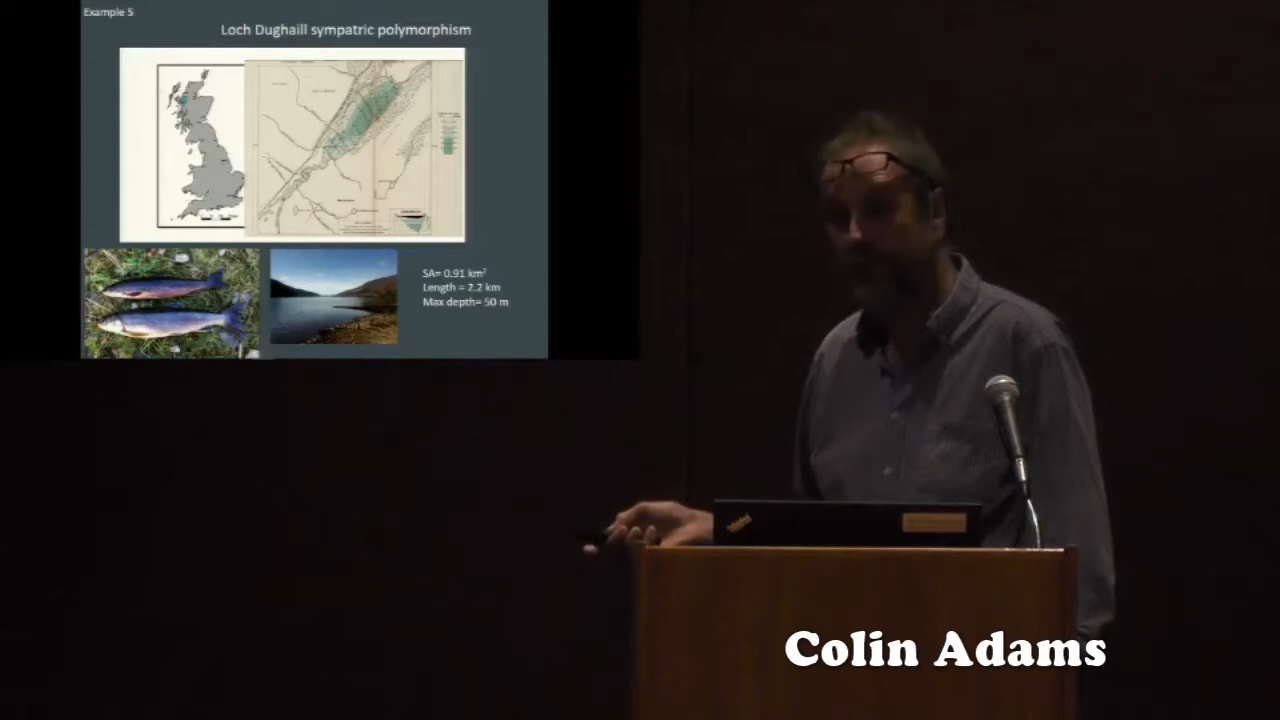 Example 5
Loch Dughaill sympatric polymorphism
SA= 0.91 km²
Length = 2.2 km
Max depth= 50 m
ThinkPad
Colin Adams